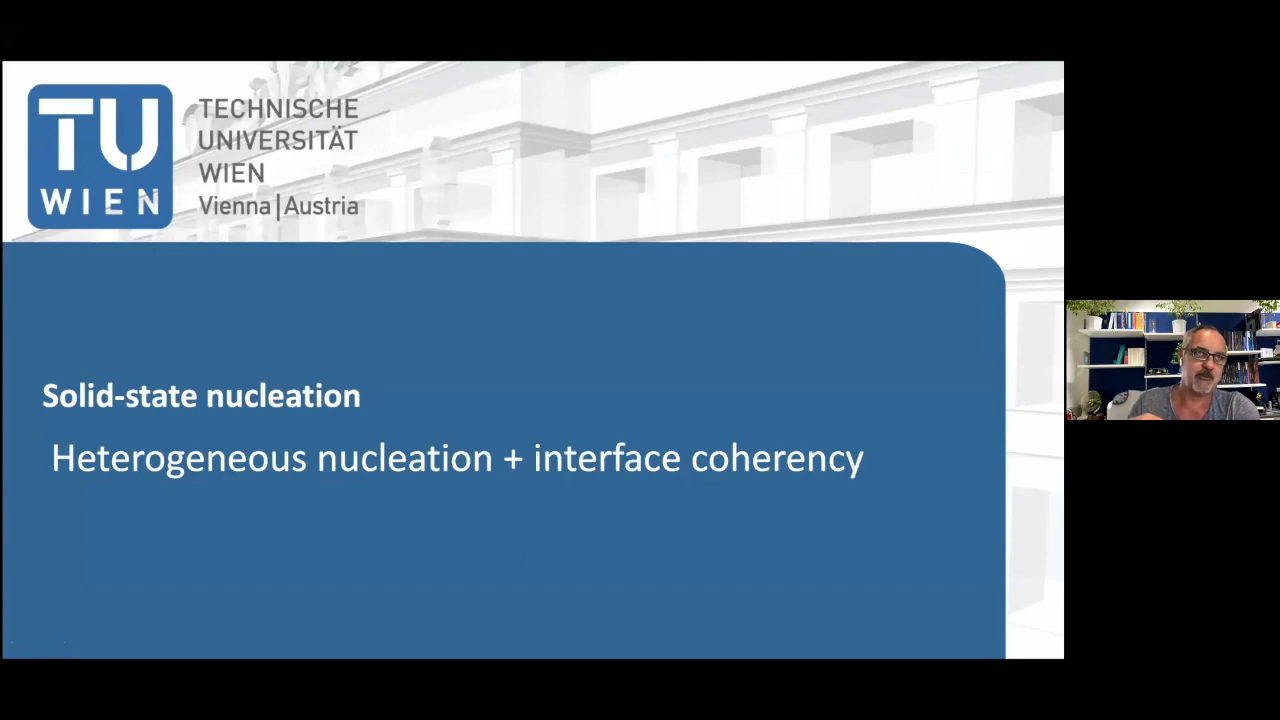 TU
WIEN
TECHNISCHE
UNIVERSITÄT
WIEN
Vienna|Austria
Solid-state nucleation
Heterogeneous nucleation + interface coherency